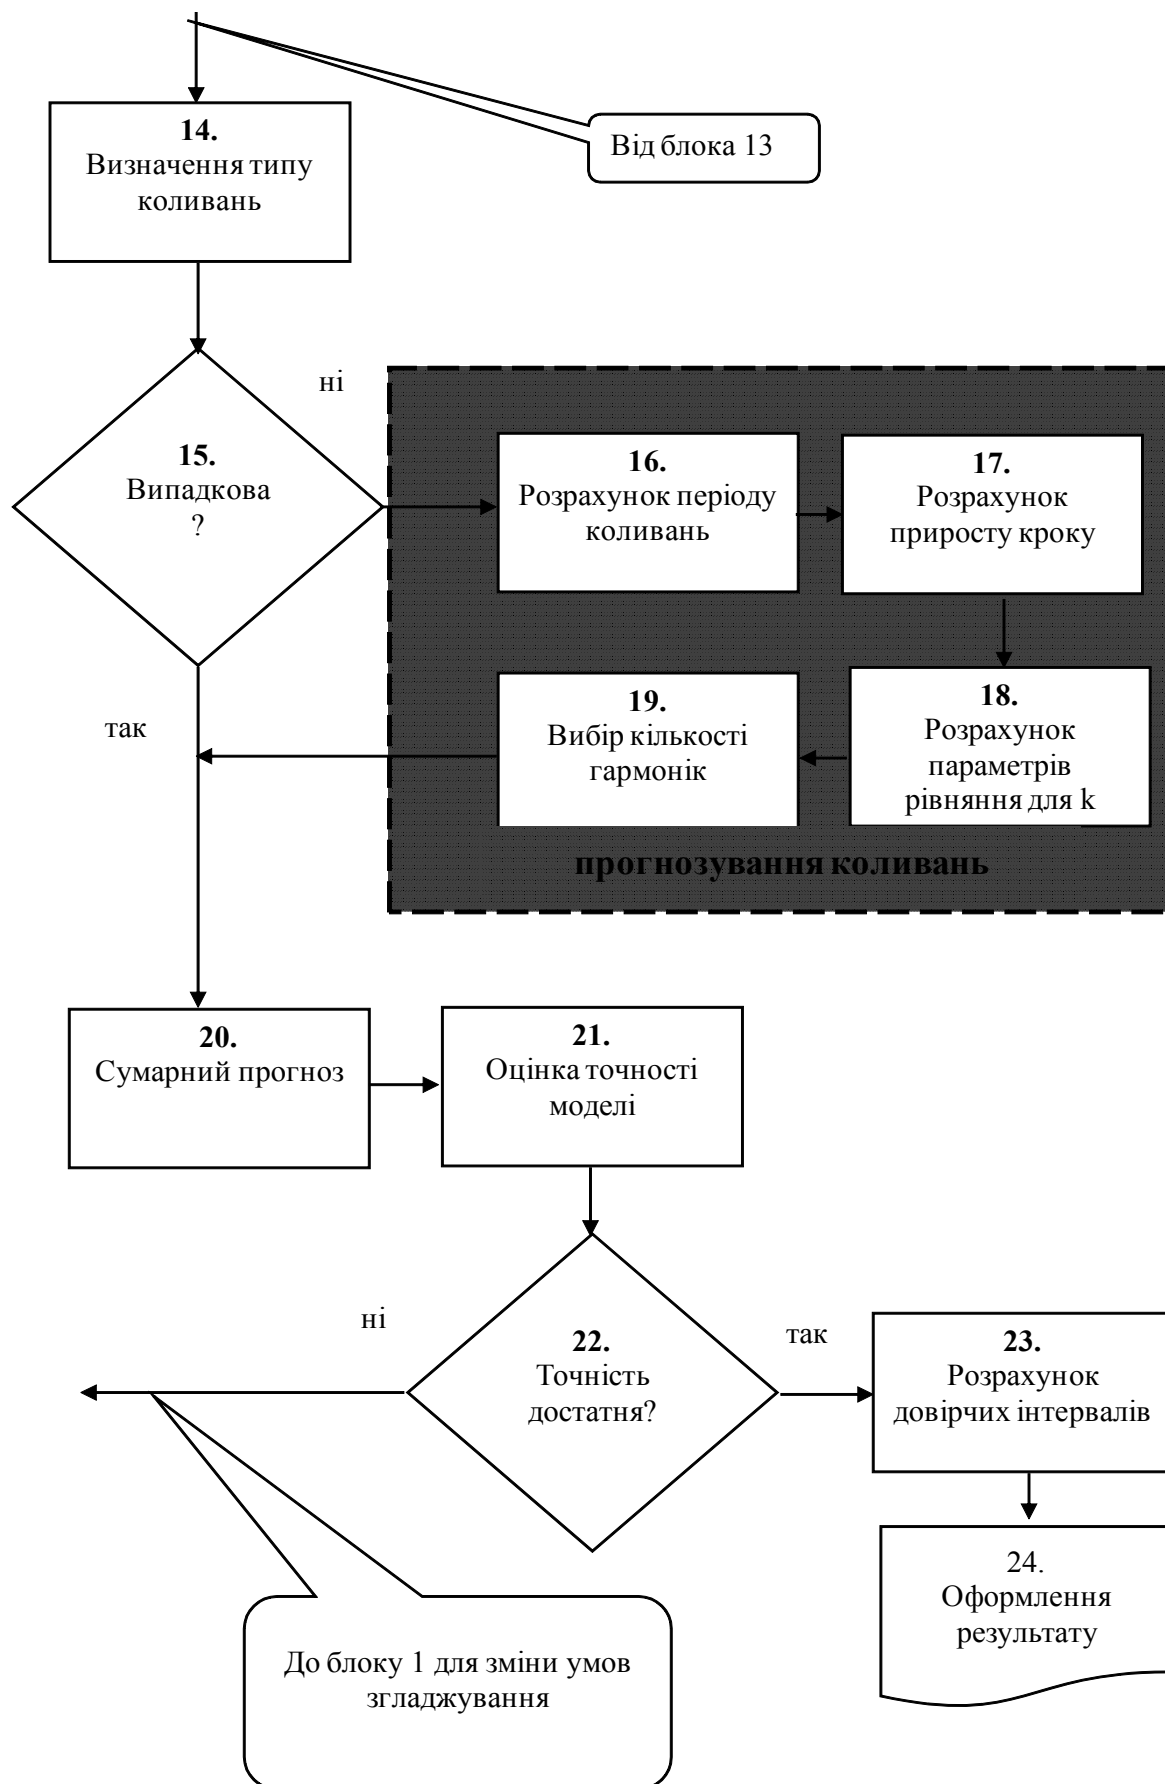 Від блока 13
14.
Визначення типу
коливань
ні
15.
Випадкова
?
16.
Розрахунок періоду
коливань
17.
Розрахунок
приросту кроку
18.
Розрахунок
параметрів
рівняння для k
19.
Вибір кількості
гармонік
так
прогнозування коливань
20.
Сумарний прогноз
21.
Оцінка точності
моделі
ні
22.
Точність
достатня?
так
23.
Розрахунок
довірчих інтервалів
24.
Оформлення
результату
До блоку 1 для зміни умов
згладжування